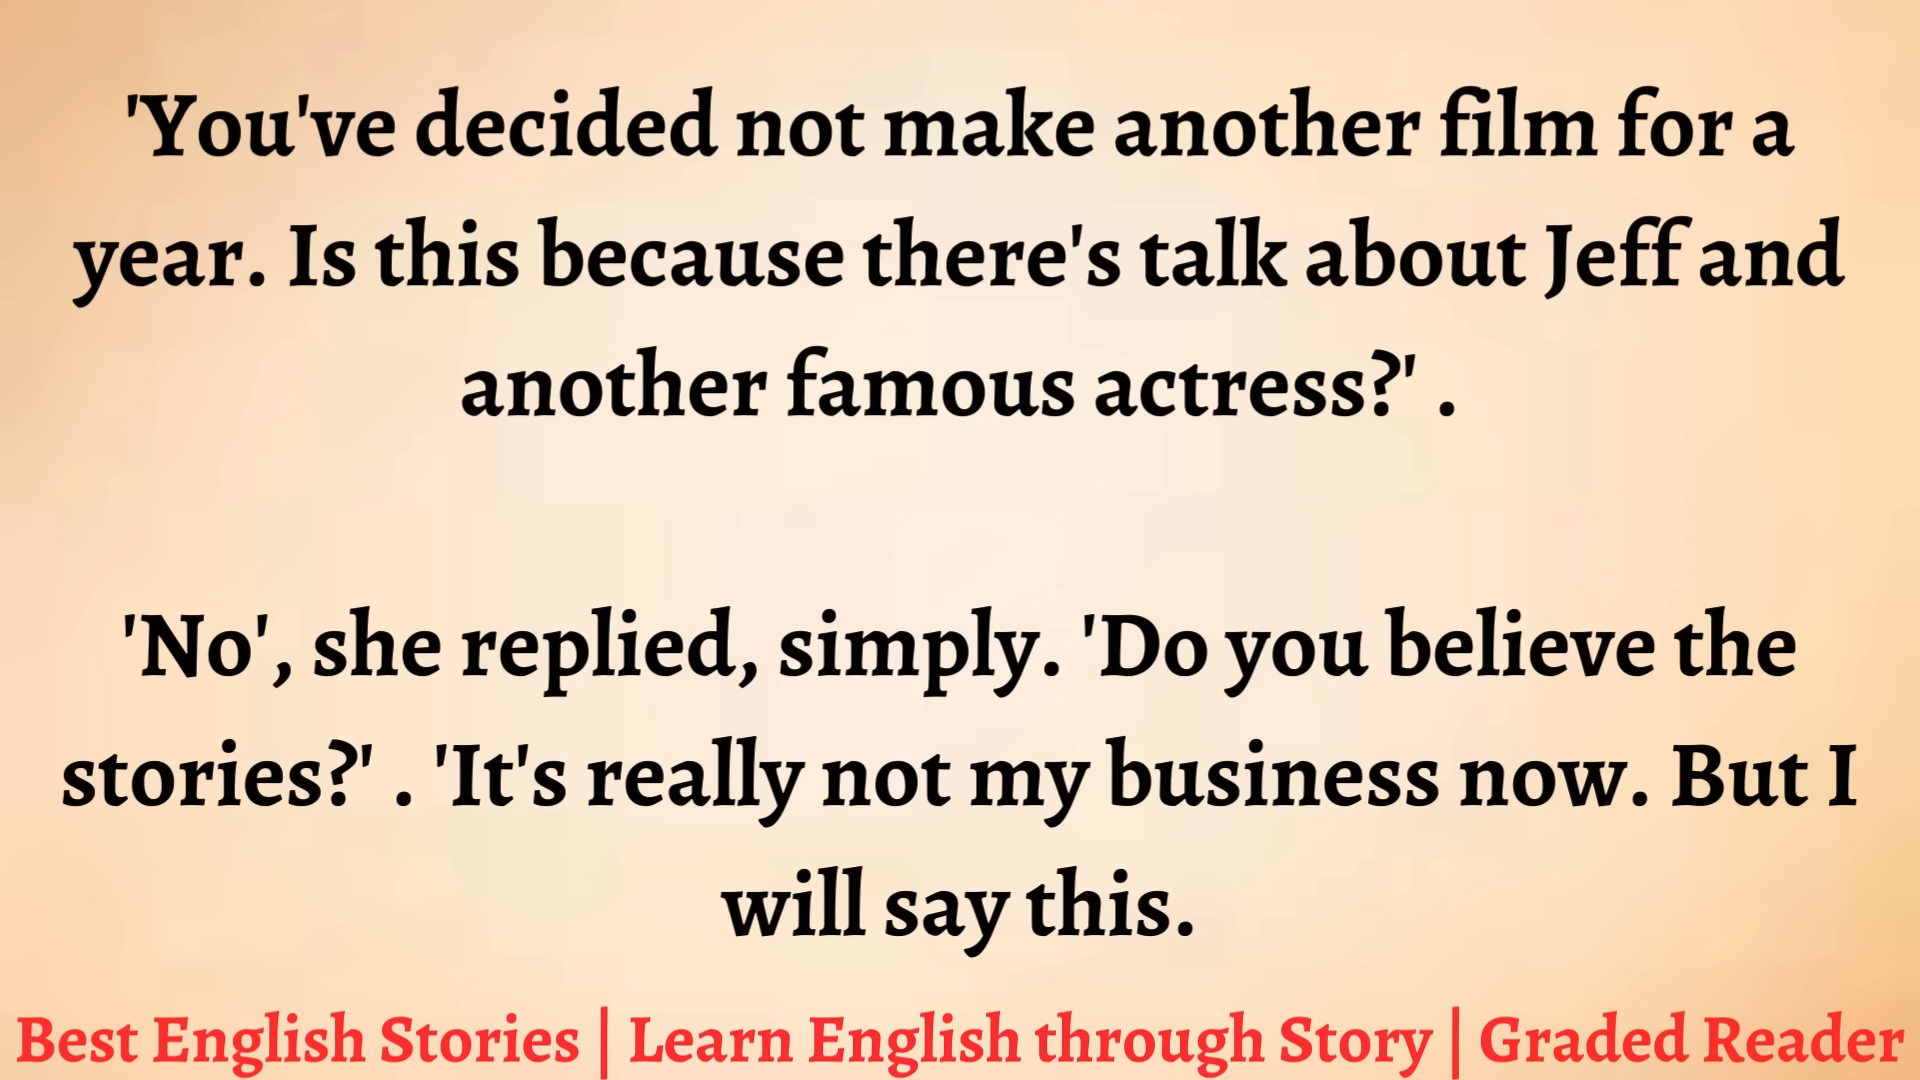 'You've decided not make another film for a
year. Is this because there's talk about Jeff and
another famous actress?' .
'No', she replied, simply. 'Do you believe the
stories?' . 'It's really not my business now. But I
will say this.
Best English Stories | Learn English through Story | Graded Reader